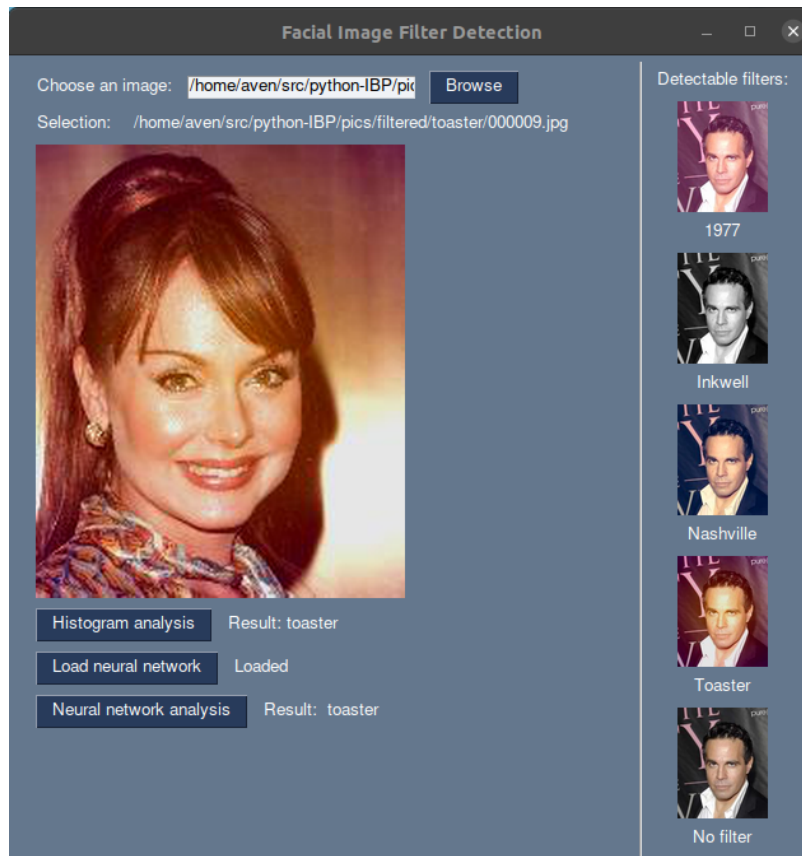 Facial Image Filter Detection
Choose an image: /home/aven/src/python-IBP/pic Browse
Selection: /home/aven/src/python-IBP/pics/filtered/toaster/000009.jpg
Histogram analysis Result: toaster
Load neural network Loaded
Neural network analysis Result: toaster
Detectable filters:
1977
Inkwell
Nashville
Toaster
No filter